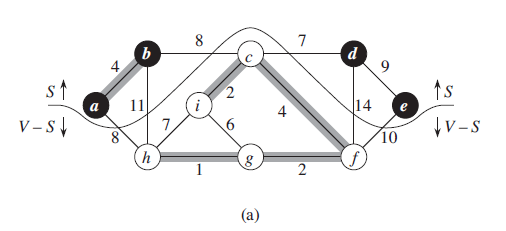 8 7
b c d
4 9
S ↑ 2 S ↑
a 11 i 4 14 e
V – S ↓ 7 6 V – S ↓
8 10
h g f
1 2
(a)